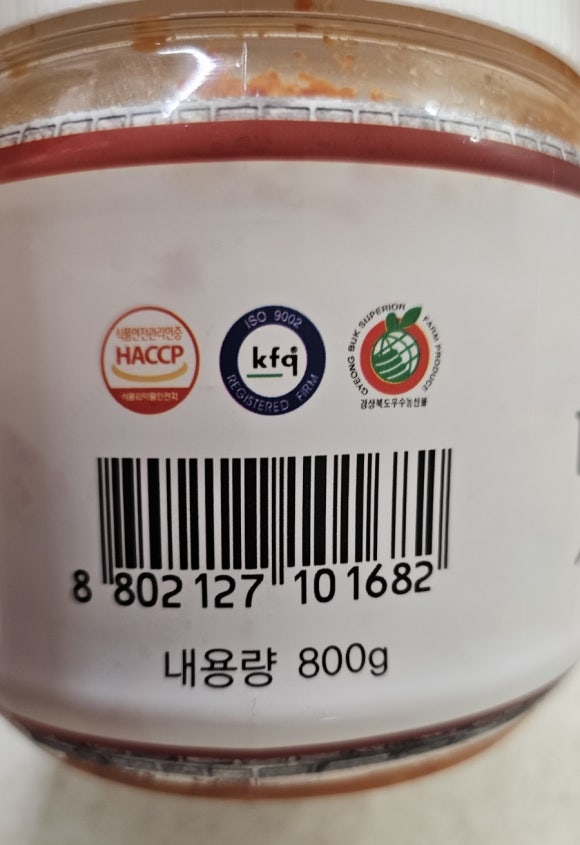 식품안전관리인증
HACCP
식품의약품안전처
ISO 9002
kfq
REGISTERED FIRM
GYEONG BUK SUPERIOR FARM PRODUCE
경상북도우수농산물
8 802127 101682
내용량 800g